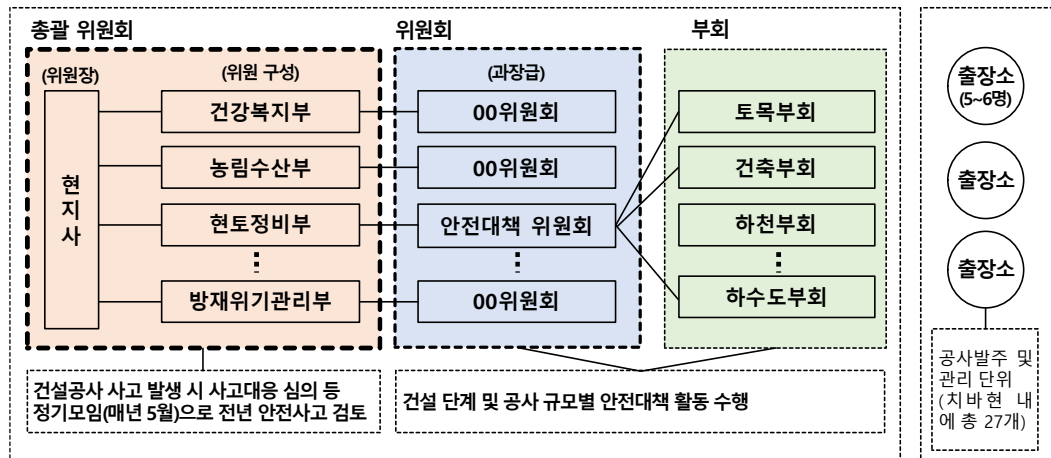 총괄 위원회
위원회
부회
(위원장)
(위원 구성)
(과장급)
현지사
건강복지부
00위원회
토목부회
농림수산부
00위원회
건축부회
현토정비부
안전대책 위원회
하천부회
방재위기관리부
00위원회
하수도부회
건설공사 사고 발생 시 사고대응 심의 등
정기모임(매년 5월)으로 전년 안전사고 검토
건설 단계 및 공사 규모별 안전대책 활동 수행
출장소
(5~6명)
출장소
출장소
공사발주 및
관리 단위
(치바현 내
에 총 27개)